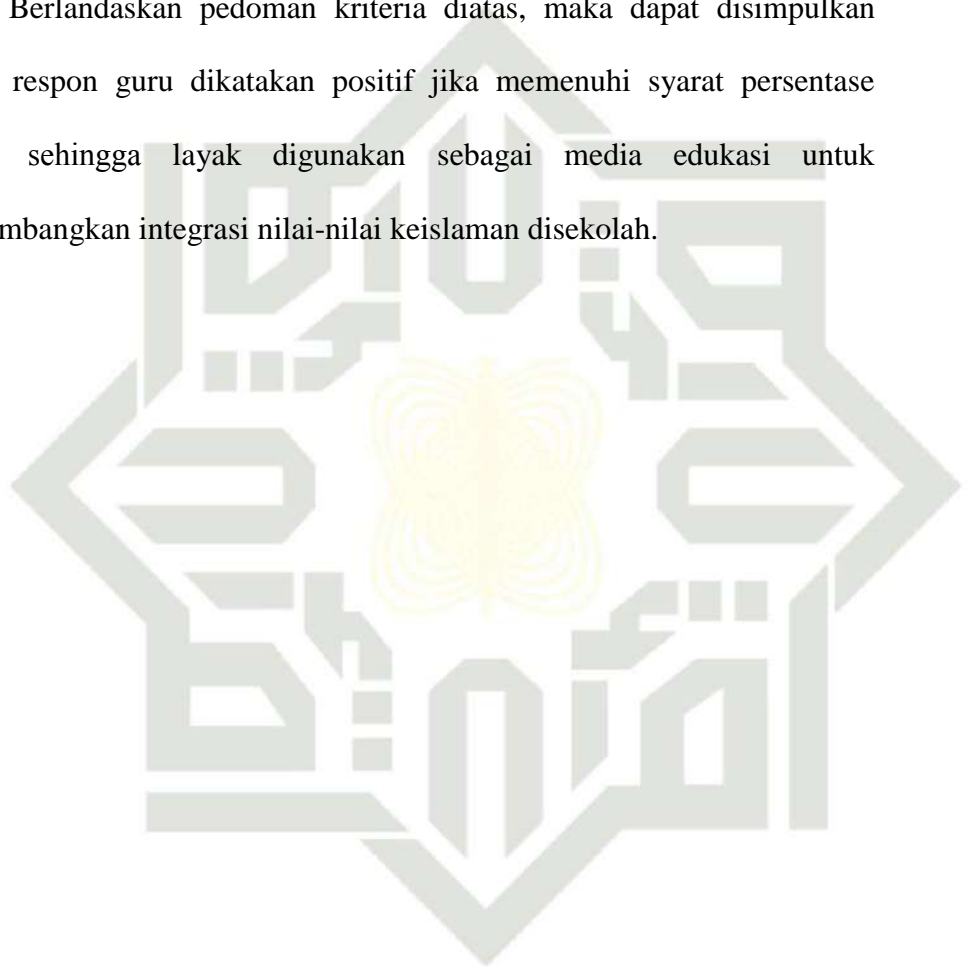 Berlandaskan pedoman kriteria diatas, maka dapat disimpulkan
respon guru dikatakan positif jika memenuhi syarat persentase
sehingga layak digunakan sebagai media edukasi untuk
mbangkan integrasi nilai-nilai keislaman disekolah.